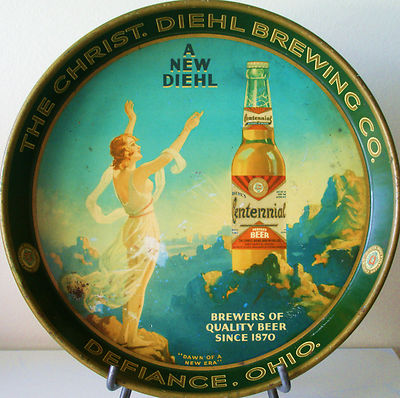 THE CHRIST. DIEHL BREWING CO.
A
NEW
DIEHL
Centennial
Centennial
BEER
BREWERS OF
QUALITY BEER
SINCE 1870
"DAWN OF A
NEW ERA"
DEFIANCE, OHIO.